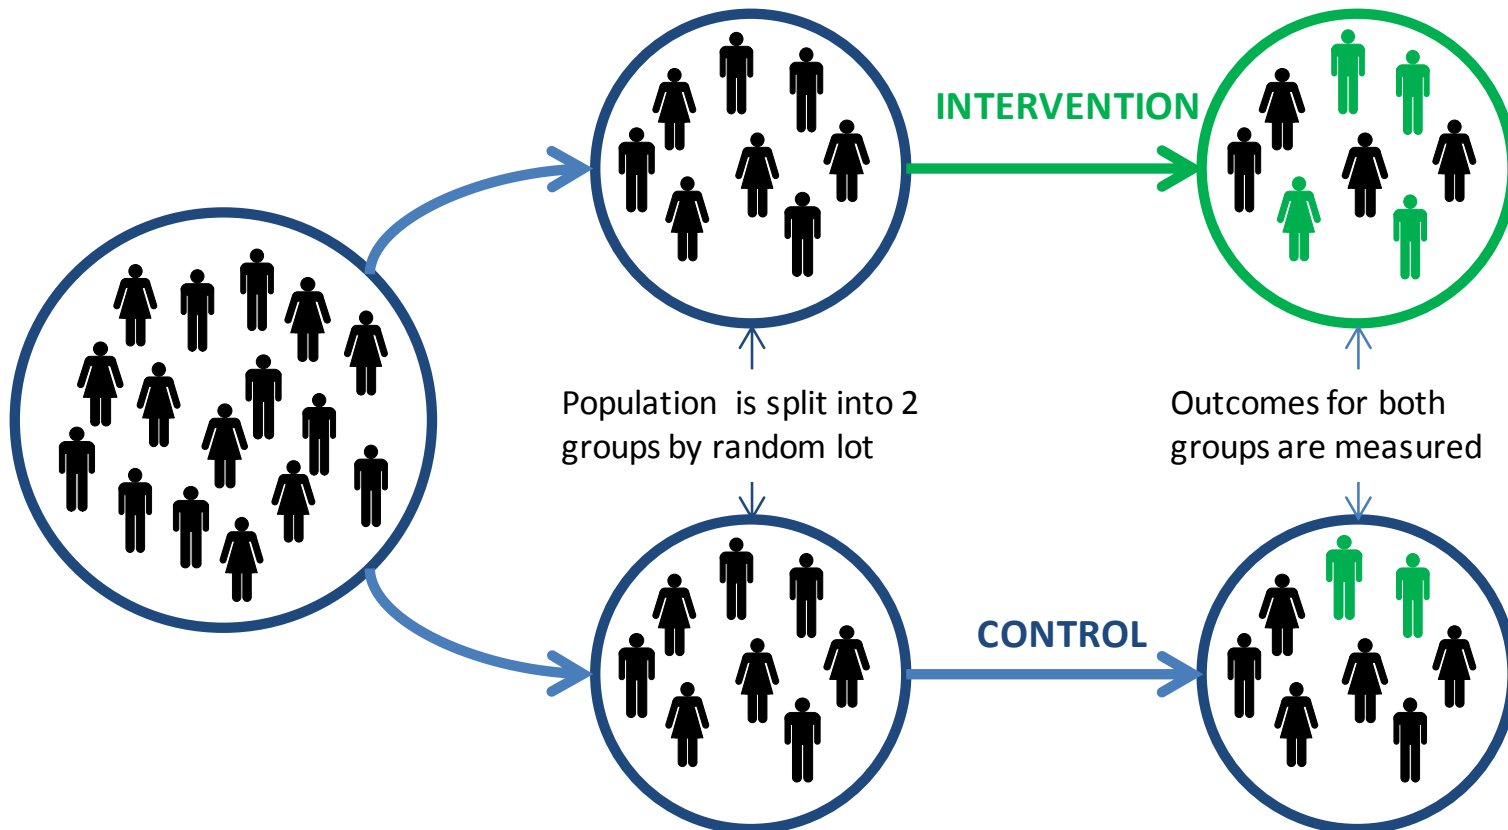 INTERVENTION
Population  is split into 2
groups by random lot
Outcomes for both
groups are measured
CONTROL